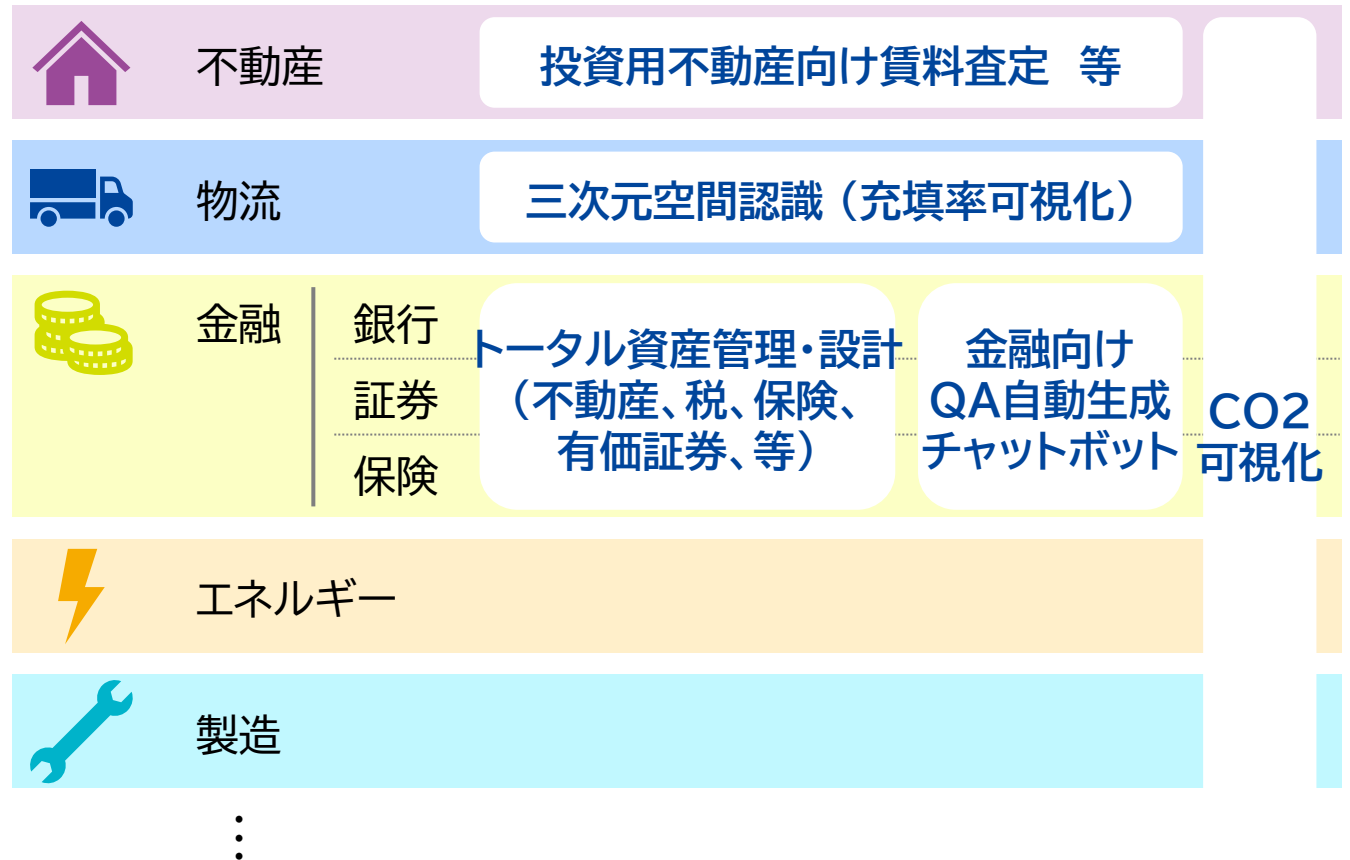 不動産
投資用不動産向け賃料査定 等
物流
三次元空間認識（充填率可視化）
金融
銀行
証券
保険
トータル資産管理・設計
（不動産、税、保険、
有価証券、等）
金融向け
QA自動生成
チャットボット
CO2
可視化
エネルギー
製造
⋮